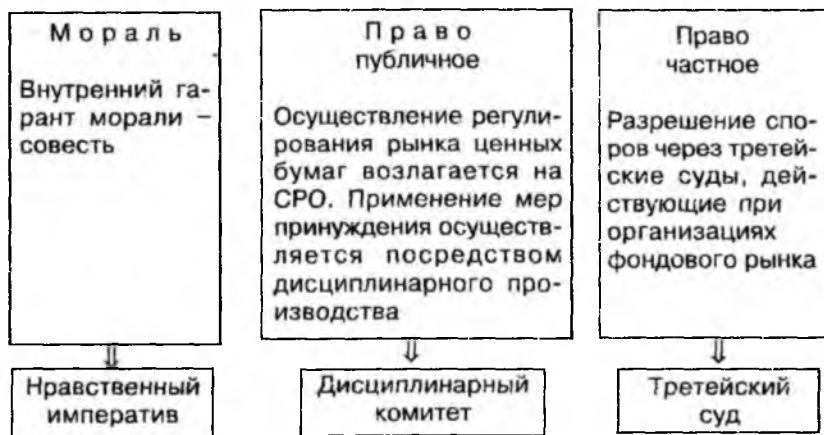 Мораль
Внутренний га-
рант морали –
совесть
Нравственный
императив
Право
публичное
Осуществление регули-
рования рынка ценных
бумаг возлагается на
СРО. Применение мер
принуждения осуществ-
ляется посредством
дисциплинарного про-
изводства
Дисциплинарный
комитет
Право
частное
Разрешение спо-
ров через третей-
ские суды, дей-
ствующие при
организациях
фондового рынка
Третейский
суд